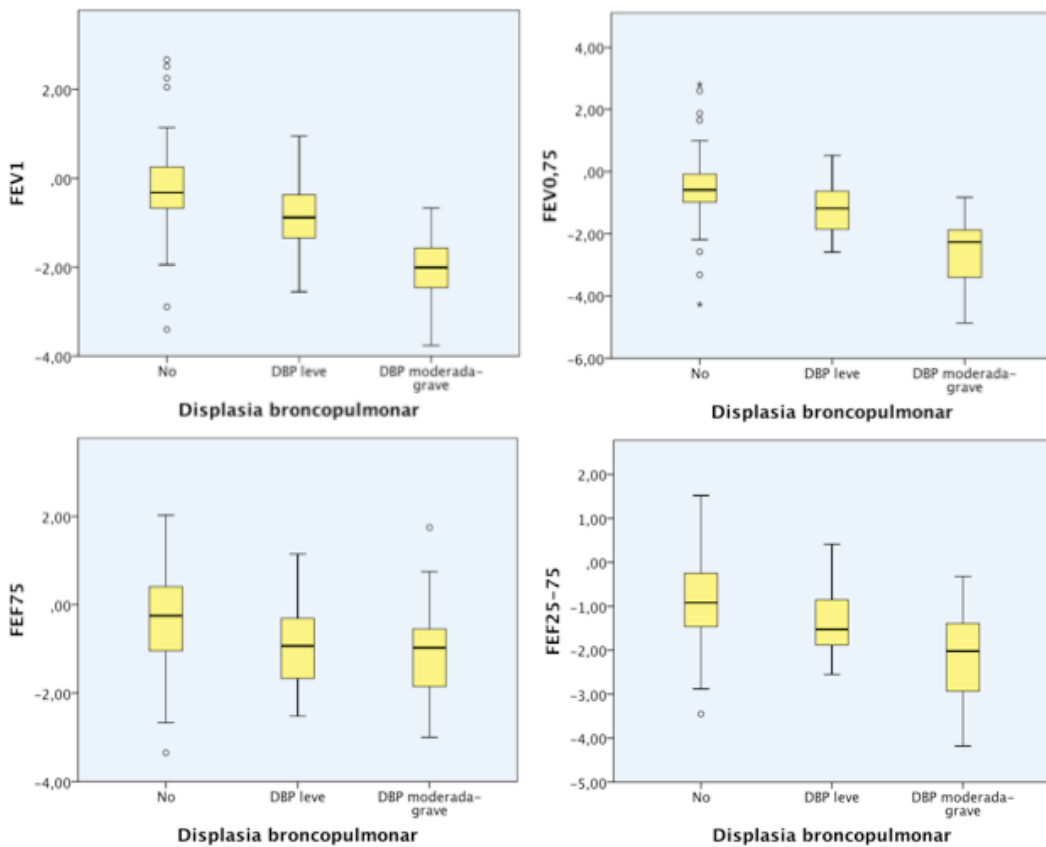 FEV1
2,00
,00
-2,00
-4,00
No
DBP leve
DBP moderada-
grave
Displasia broncopulmonar
FEV0,75
4,00
2,00
,00
-2,00
-4,00
-6,00
No
DBP leve
DBP moderada-
grave
Displasia broncopulmonar
FEF75
2,00
,00
-2,00
-4,00
No
DBP leve
DBP moderada-
grave
Displasia broncopulmonar
FEF25-75
2,00
1,00
,00
-1,00
-2,00
-3,00
-4,00
-5,00
No
DBP leve
DBP moderada-
grave
Displasia broncopulmonar